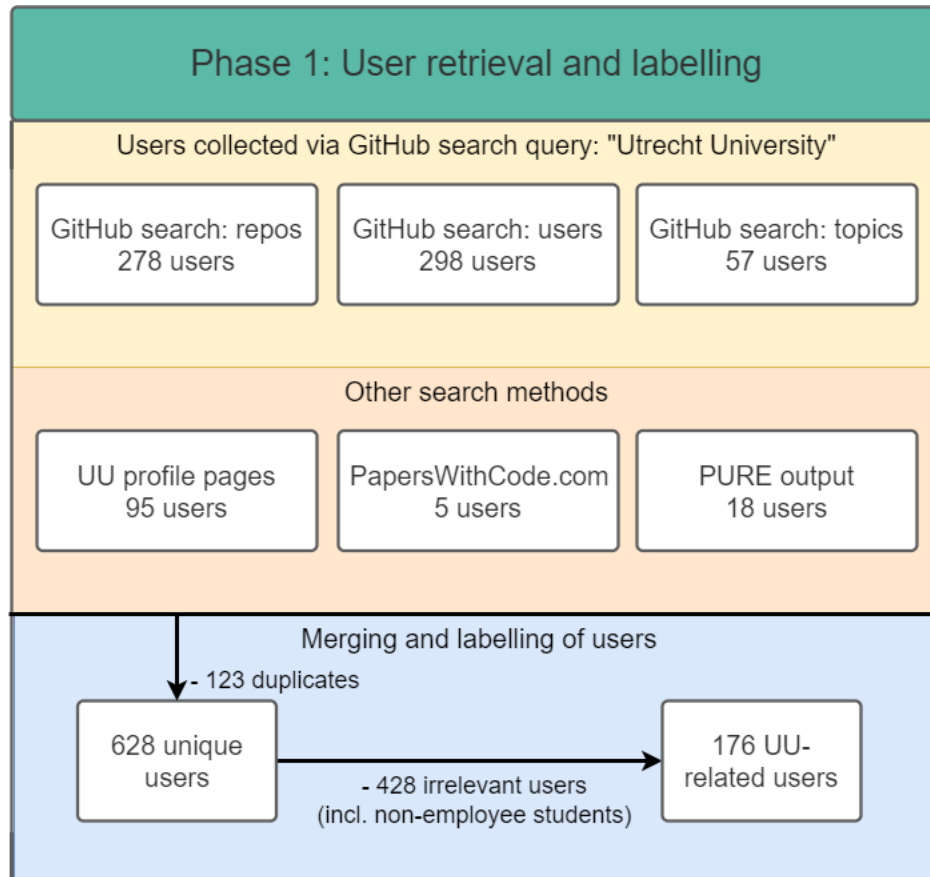 Phase 1: User retrieval and labelling
Users collected via GitHub search query: "Utrecht University"
GitHub search: repos
278 users
GitHub search: users
298 users
GitHub search: topics
57 users
Other search methods
UU profile pages
95 users
PapersWithCode.com
5 users
PURE output
18 users
Merging and labelling of users
- 123 duplicates
628 unique
users
- 428 irrelevant users
(incl. non-employee students)
176 UU-
related users